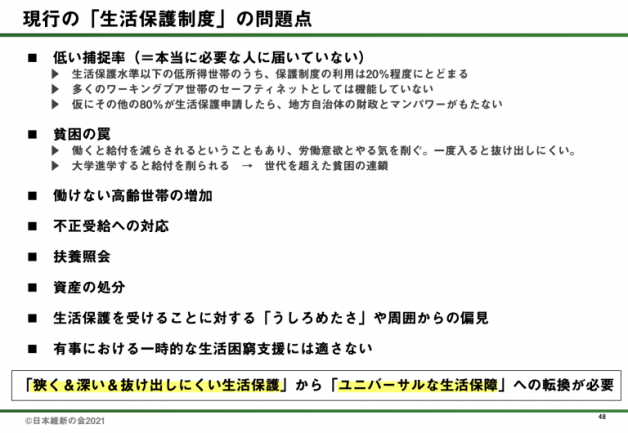 現行の「生活保護制度」の問題点
■ 低い捕捉率（＝本当に必要な人に届いていない）
▶ 生活保護水準以下の低所得世帯のうち、保護制度の利用は20%程度にとどまる
▶ 多くのワーキングプア世帯のセーフティネットとしては機能していない
▶ 仮にその他の80%が生活保護申請したら、地方自治体の財政とマンパワーがもたない
■ 貧困の罠
▶ 働くと給付を減らされるということもあり、労働意欲とやる気を削ぐ。一度入ると抜け出しにくい。
▶ 大学進学すると給付を削られる　→　世代を超えた貧困の連鎖
■ 働けない高齢世帯の増加
■ 不正受給への対応
■ 扶養照会
■ 資産の処分
■ 生活保護を受けることに対する「うしろめたさ」や周囲からの偏見
■ 有事における一時的な生活困窮支援には適さない
「狭く＆深い＆抜け出しにくい生活保護」から「ユニバーサルな生活保障」への転換が必要
©日本維新の会2021
48